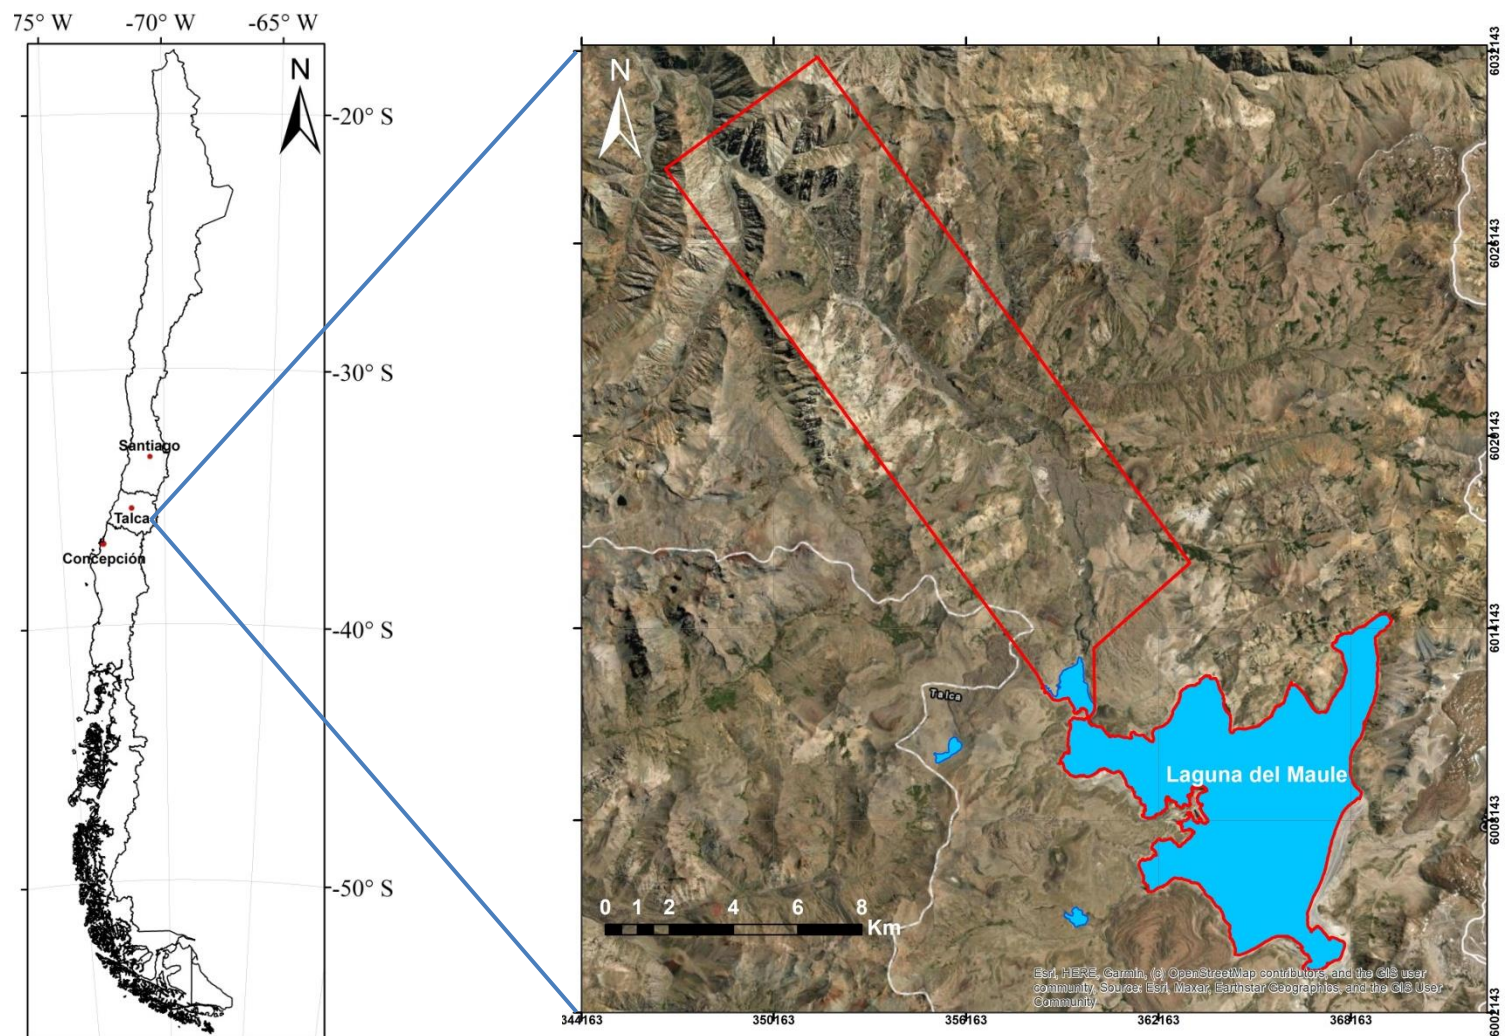 75° W -70° W -65° W
N
-20° S
-30° S
Santiago
Talca
Concepción
-40° S
-50° S
N
Talca
Laguna del Maule
0 1 2 4 6 8
Km
Esri, HERE, Garmin, (c) OpenStreetMap contributors, and the GIS user
community, Source: Esri, Maxar, Earthstar Geographics, and the GIS User
Community
344163 350163 356163 362163 368163
6032143
6026143
6020143
6014143
6008143
6002143